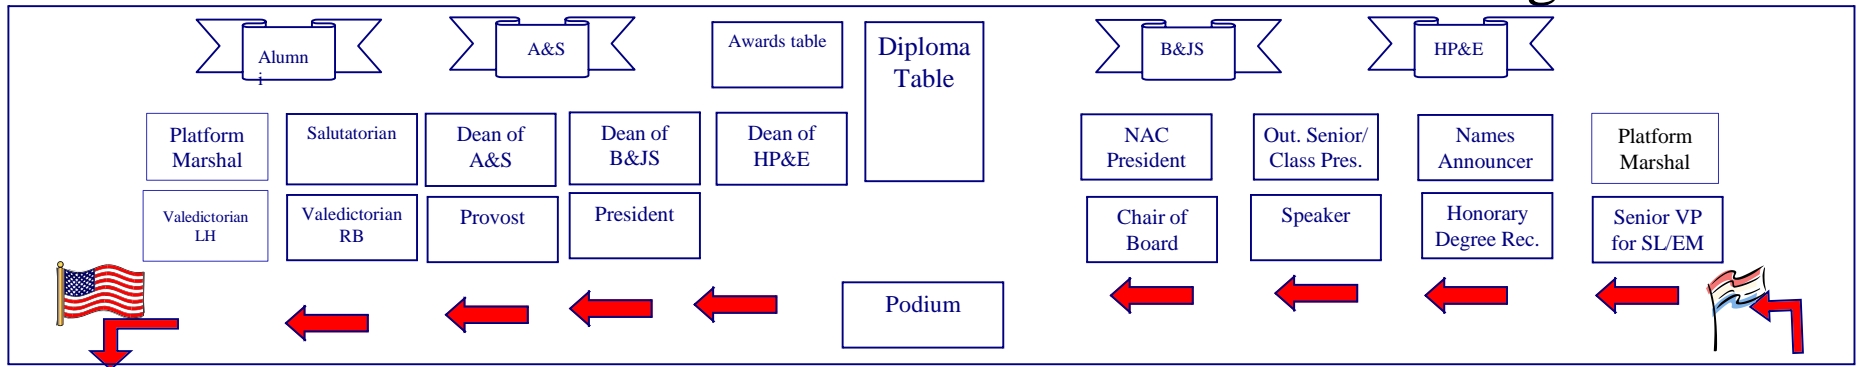 Alumn
i
A&S
Awards table
Diploma
Table
B&JS
HP&E
Platform
Marshal
Salutatorian
Dean of
A&S
Dean of
B&JS
Dean of
HP&E
NAC
President
Out. Senior/
Class Pres.
Names
Announcer
Platform
Marshal
Valedictorian
LH
Valedictorian
RB
Provost
President
Chair of
Board
Speaker
Honorary
Degree Rec.
Senior VP
for SL/EM
Podium